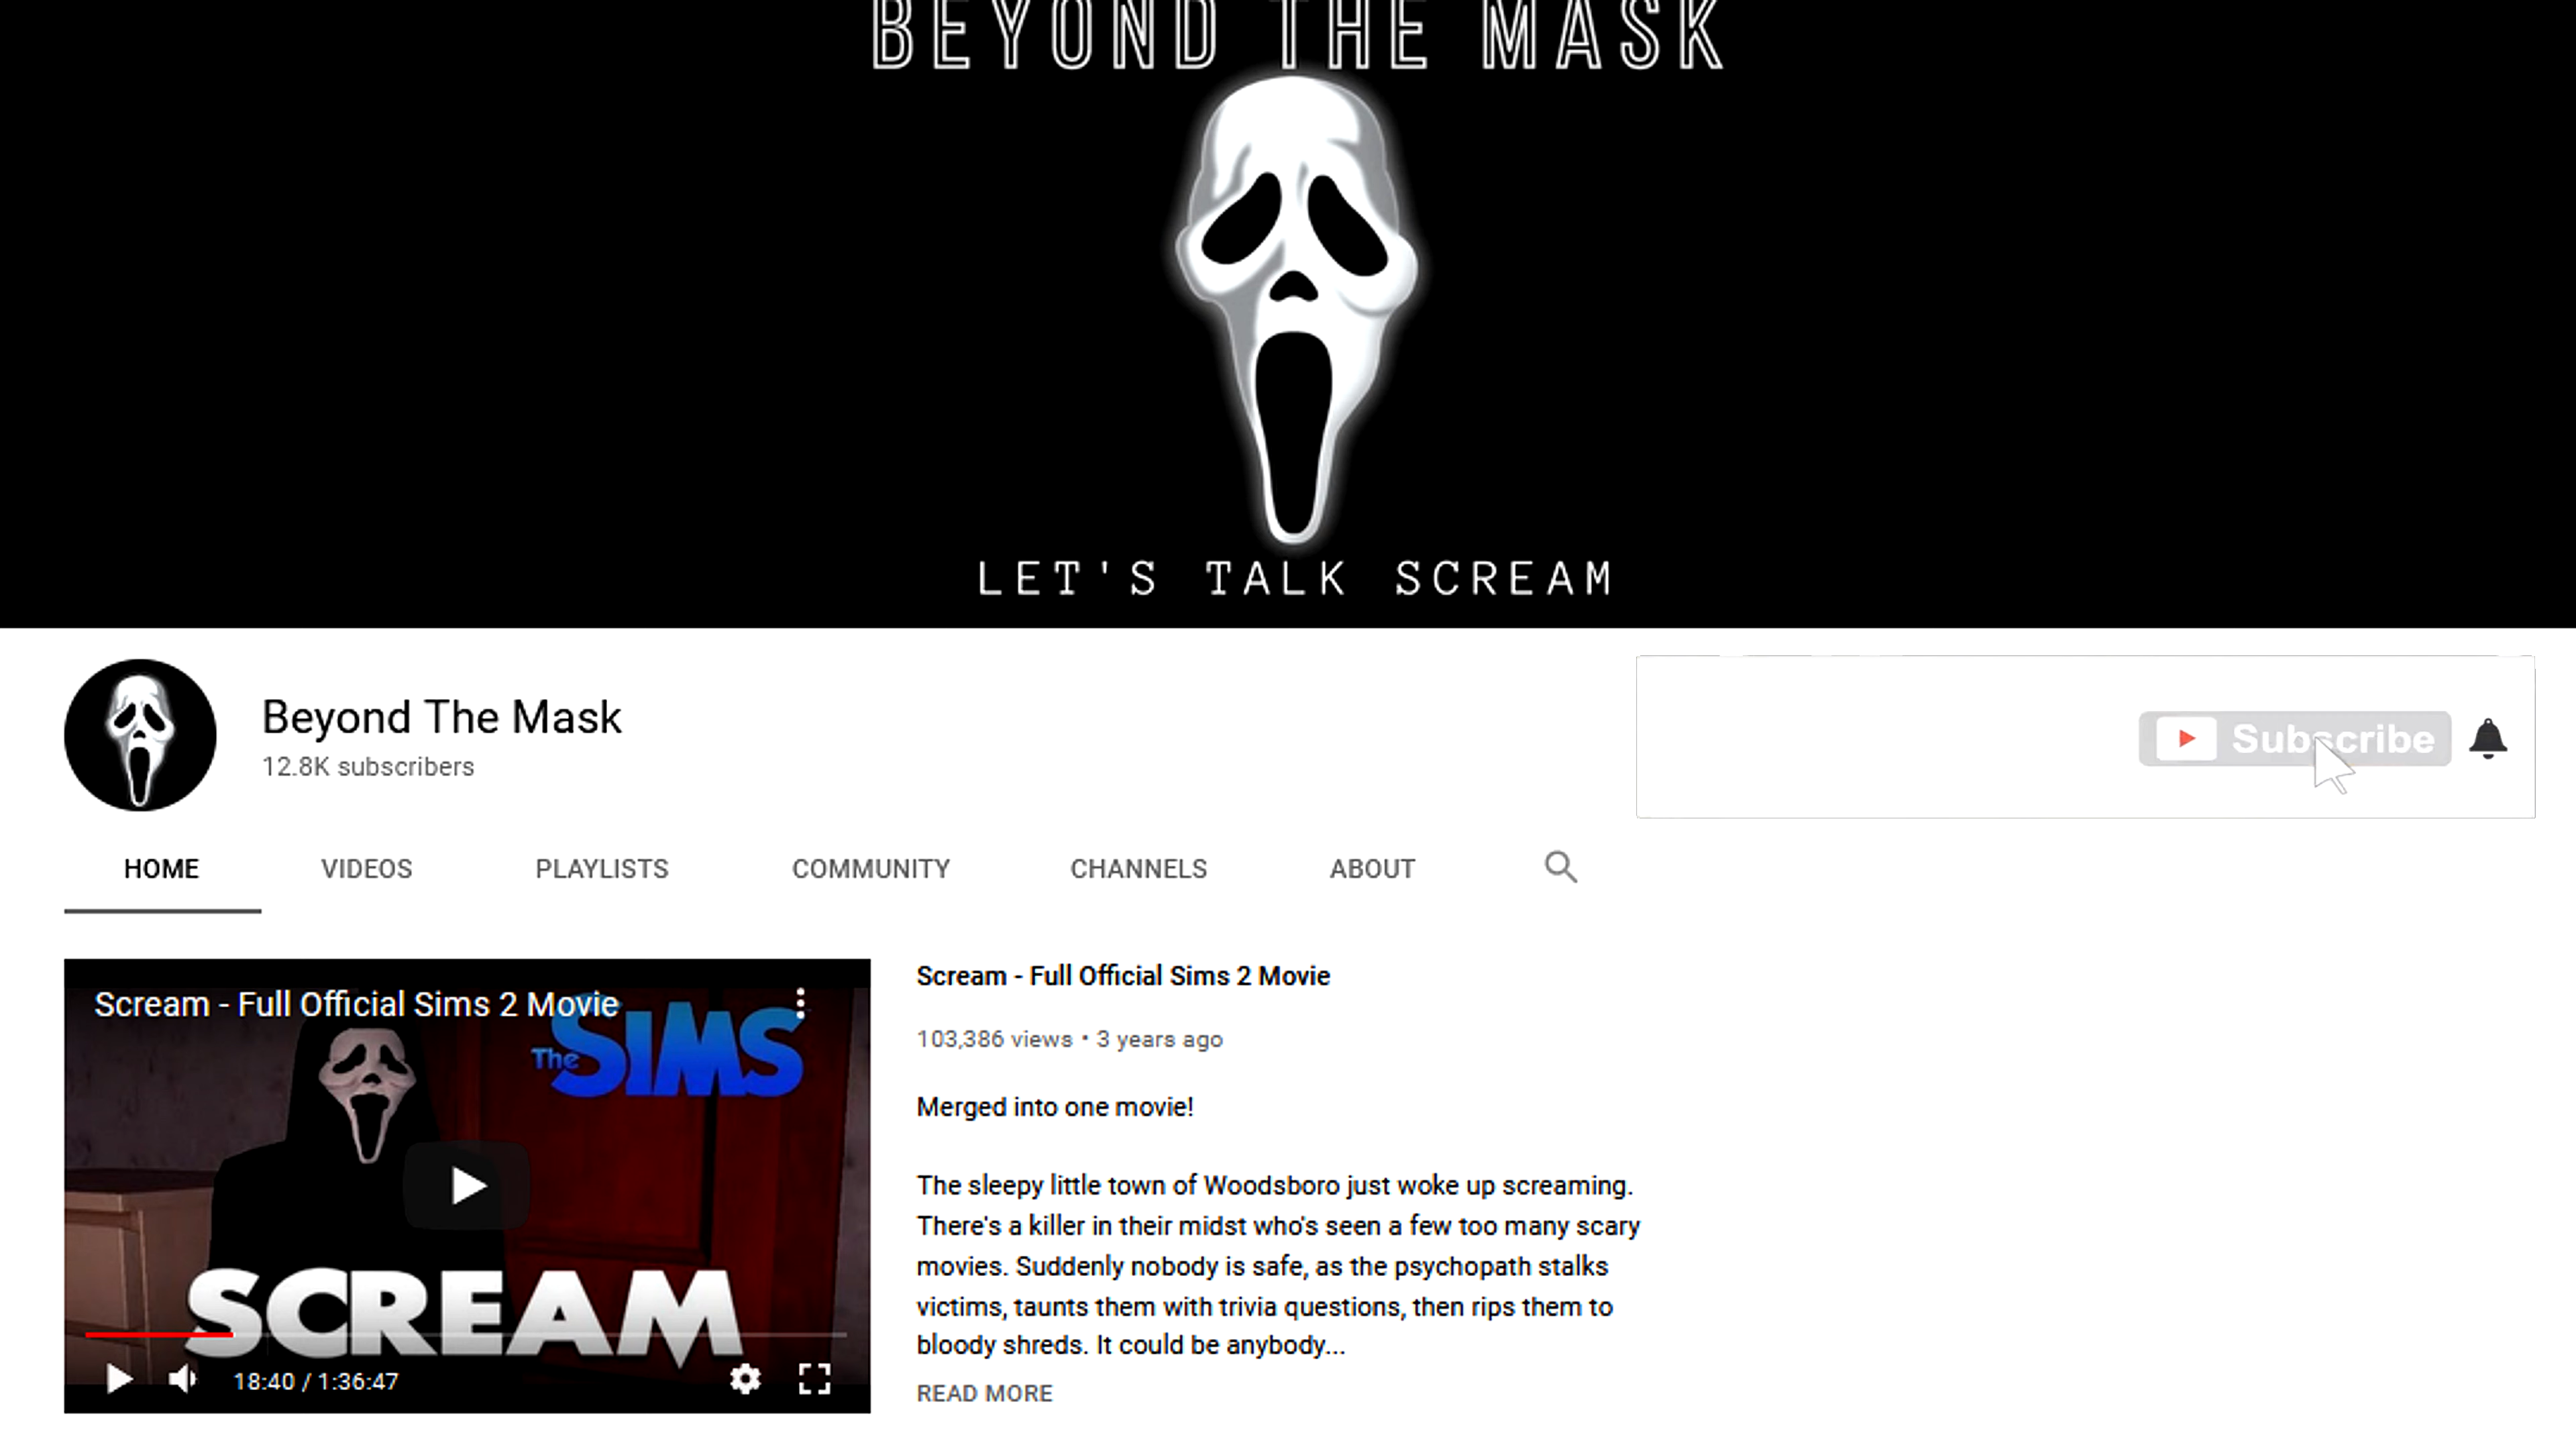 BEYOND THE MASK
LET'S TALK SCREAM
Beyond The Mask
12.8K subscribers
Subscribe
HOME
VIDEOS
PLAYLISTS
COMMUNITY
CHANNELS
ABOUT
Scream - Full Official Sims 2 Movie
The SIMS
SCREAM
18:40 / 1:36:47
Scream - Full Official Sims 2 Movie
103,386 views • 3 years ago
Merged into one movie!
The sleepy little town of Woodsboro just woke up screaming.
There's a killer in their midst who's seen a few too many scary
movies. Suddenly nobody is safe, as the psychopath stalks
victims, taunts them with trivia questions, then rips them to
bloody shreds. It could be anybody...
READ MORE